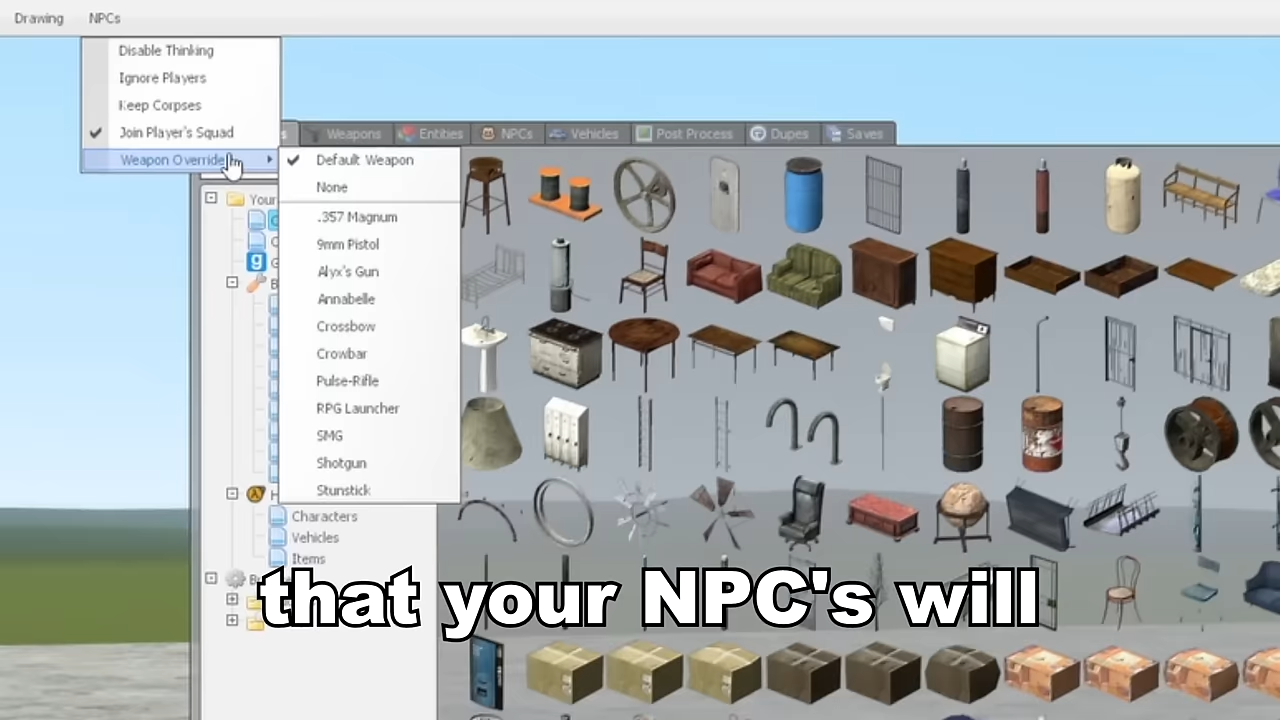 Drawing NPCs
Disable Thinking
Ignore Players
Keep Corpses
Join Player's Squad
Weapon Override
Weapons Entities NPCs Vehicles Post Process Dupes Saves
Default Weapon
None
.357 Magnum
9mm Pistol
Alyx's Gun
Annabelle
Crossbow
Crowbar
Pulse-Rifle
RPG Launcher
SMG
Shotgun
Stunstick
Your
Characters
Vehicles
Items
that your NPC's will